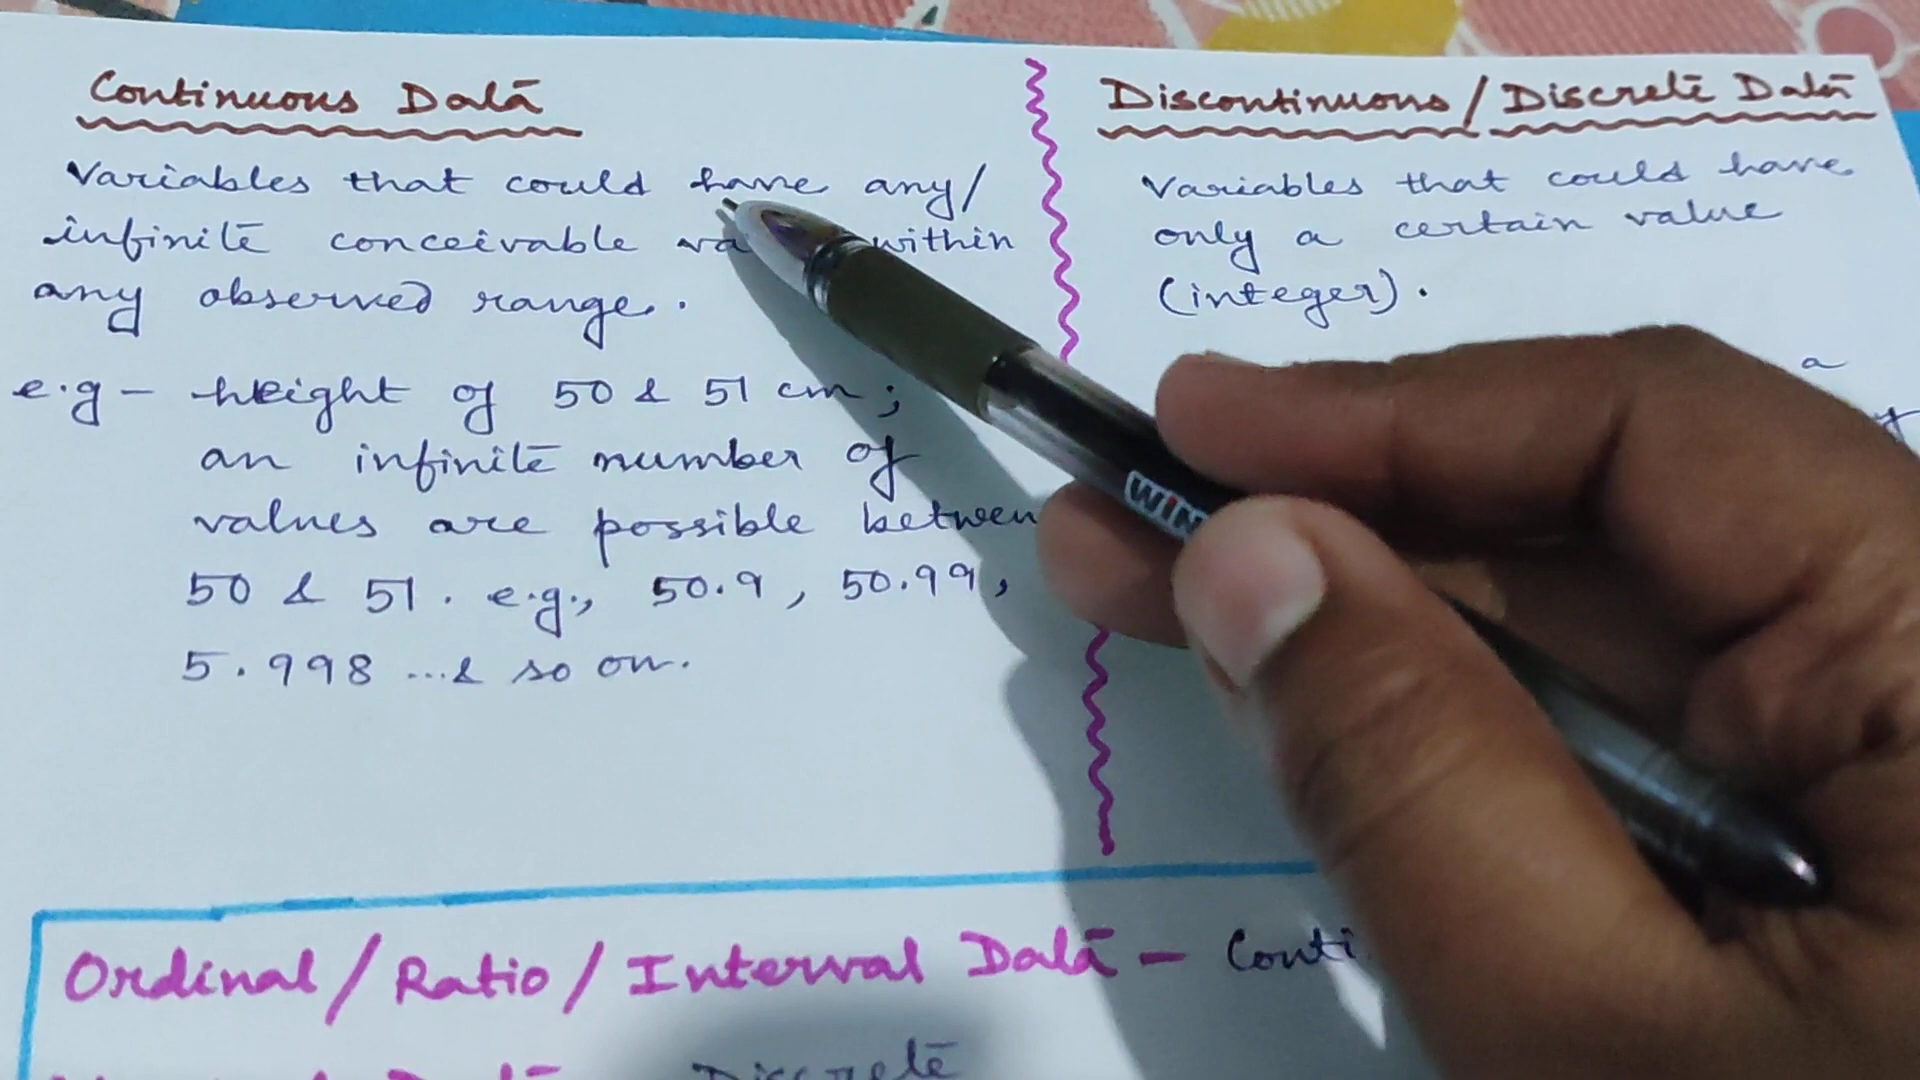 Continuous Data
Variables that could have any/
infinite conceivable within
any observed range.
e.g - height of 50 & 51 cm;
an infinite number of
values are possible between
50 & 51. e.g., 50.9, 50.99,
5.998 ...& so on.
Discontinuous/Discrete Data
Variables that could have
only a certain value
(integer).
a
WIN
Ordinal/Ratio/Interval Data - Conti
Discrete